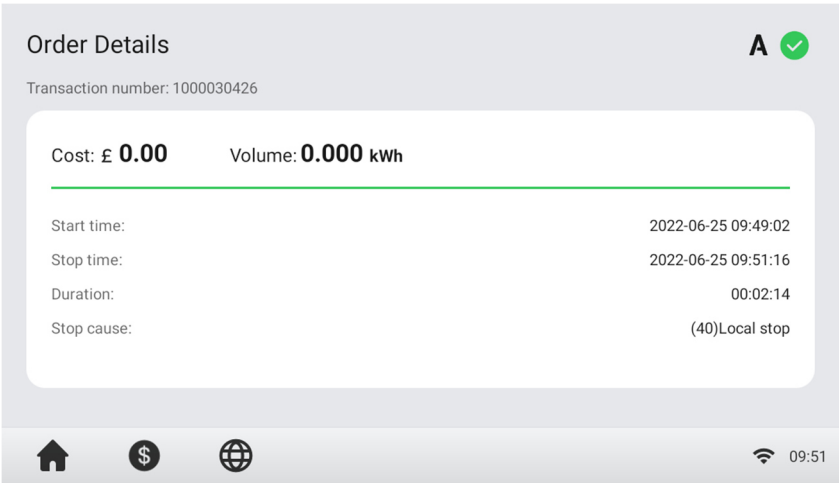 Order Details
A
Transaction number: 1000030426
Cost: £ 0.00 Volume: 0.000 kWh
Start time: 2022-06-25 09:49:02
Stop time: 2022-06-25 09:51:16
Duration: 00:02:14
Stop cause: (40)Local stop
$
09:51